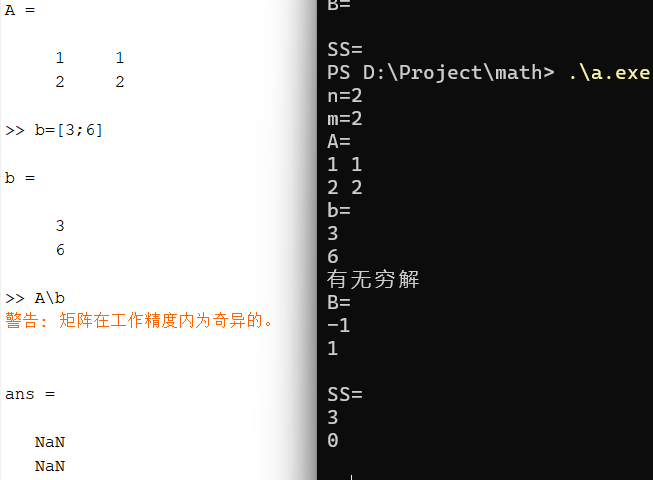 A =
1 1
2 2
>> b=[3;6]
b =
3
6
>> A\b
警告: 矩阵在工作精度内为奇异的。
ans =
NaN
NaN
B=
SS=
PS D:\Project\math> .\a.exe
n=2
m=2
A=
1 1
2 2
b=
3
6
有无穷解
B=
-1
1
SS=
3
0